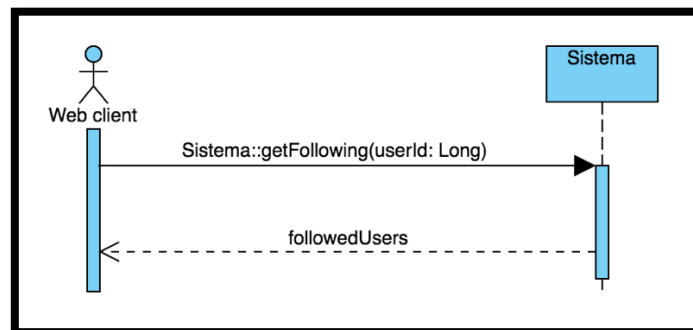 Sistema
Web client
Sistema::getFollowing(userId: Long)
followedUsers